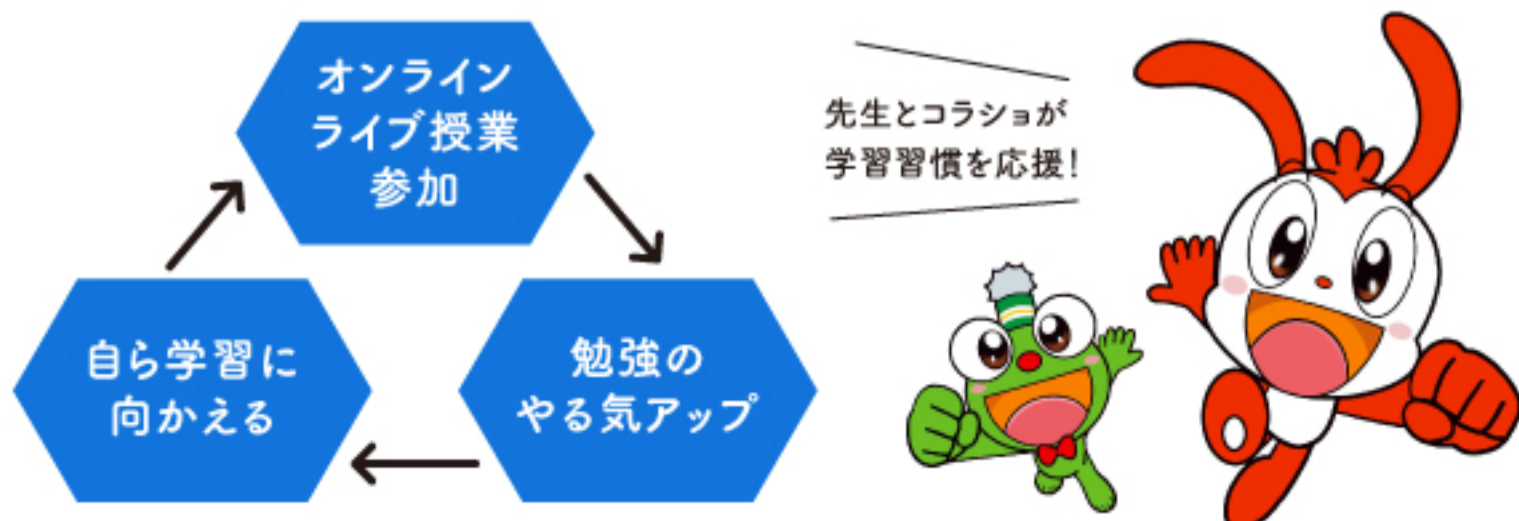 オンライン
ライブ授業
参加
先生とコラショが
学習習慣を応援!
自ら学習に
向かえる
勉強の
やる気アップ